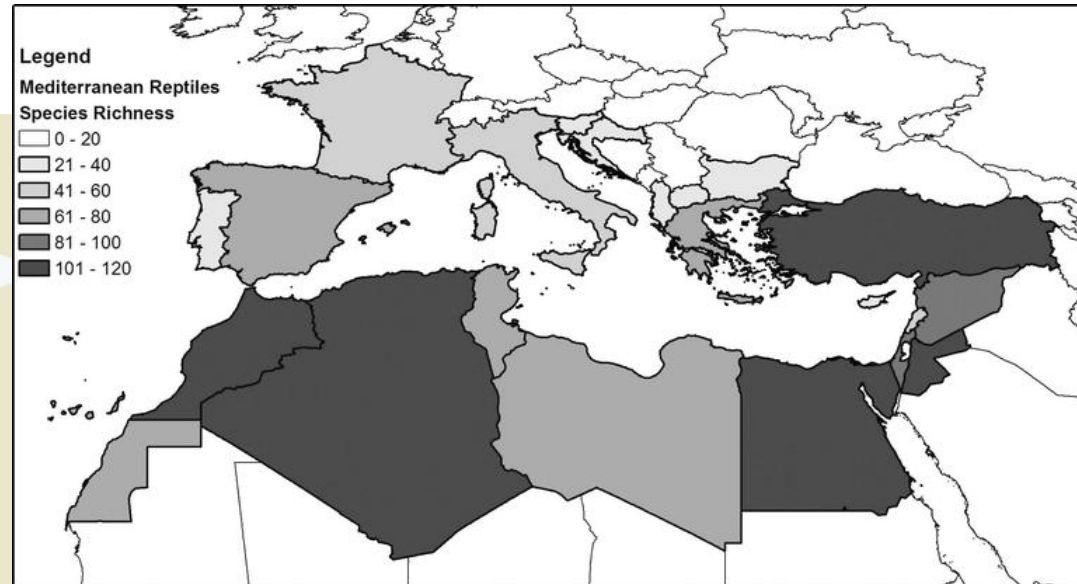 Legend
Mediterranean Reptiles
Species Richness
0 - 20
21 - 40
41 - 60
61 - 80
81 - 100
101 - 120